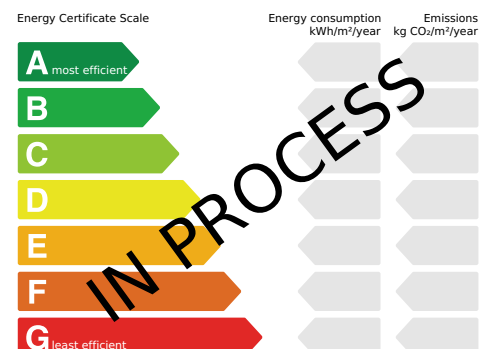 Energy Certificate Scale
Energy consumption
kWh/m²/year
Emissions
kg CO₂/m²/year
A most efficient
B
C
D
E
F
G least efficient
IN PROCESS